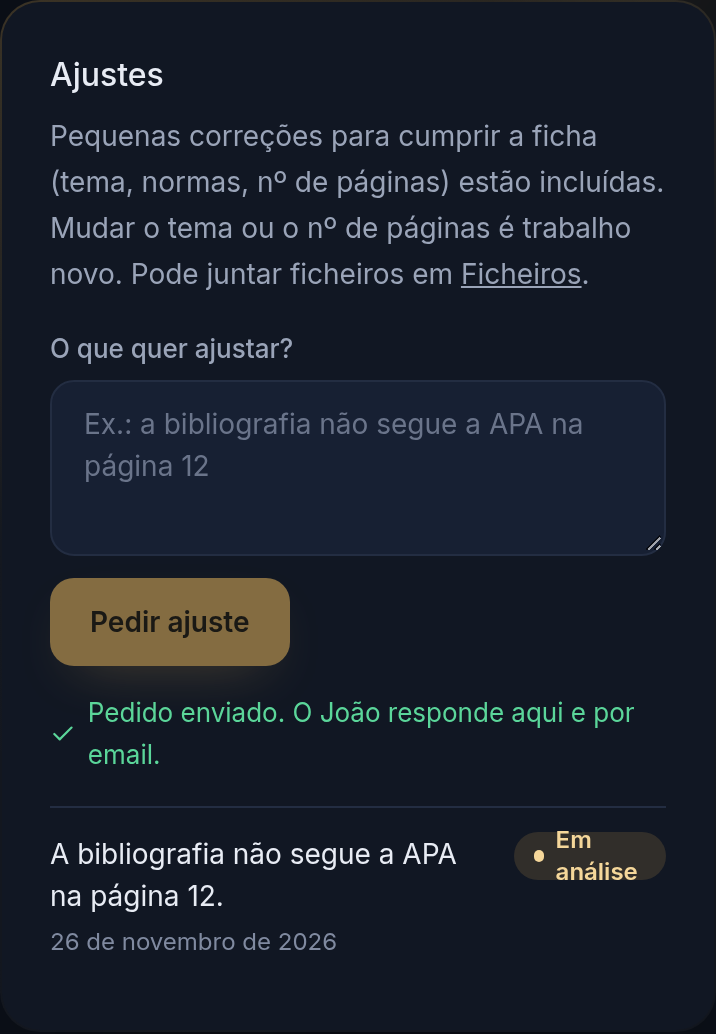 Ajustes
Pequenas correções para cumprir a ficha
(tema, normas, nº de páginas) estão incluídas.
Mudar o tema ou o nº de páginas é trabalho
novo. Pode juntar ficheiros em Ficheiros.
O que quer ajustar?
Ex.: a bibliografia não segue a APA na
página 12
Pedir ajuste
Pedido enviado. O João responde aqui e por
email.
A bibliografia não segue a APA
na página 12.
Em
análise
26 de novembro de 2026